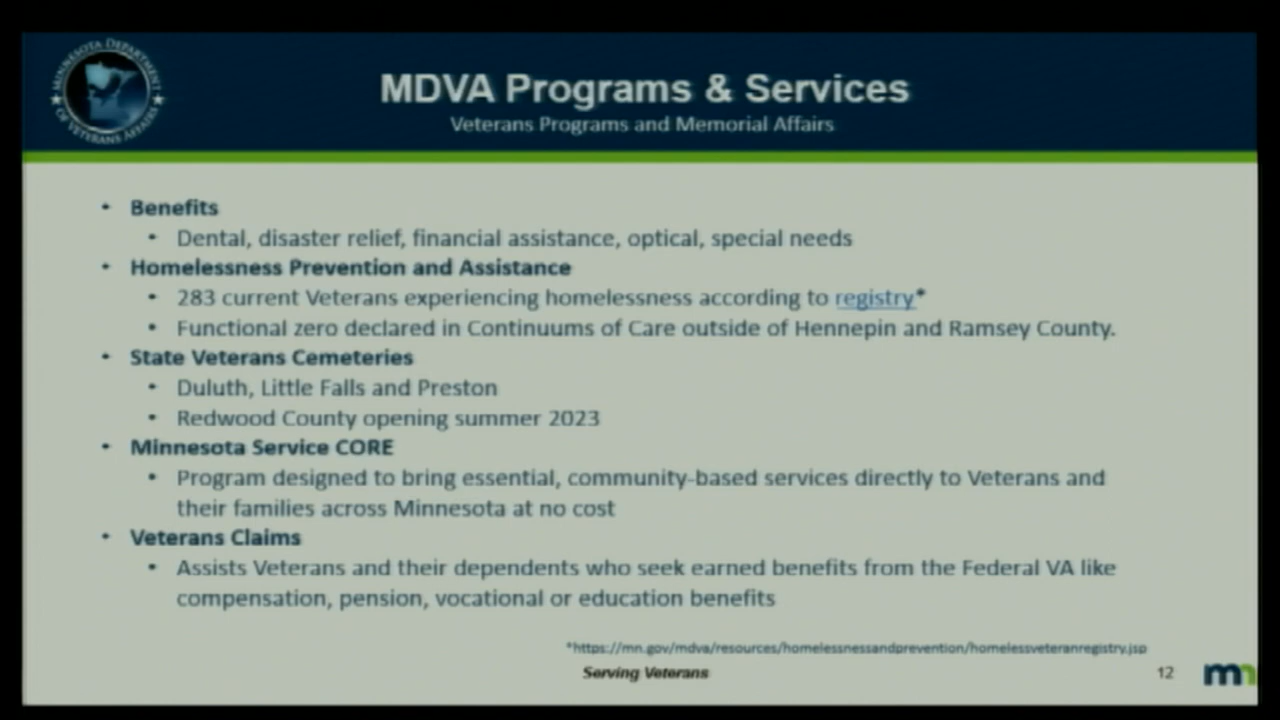 MINNESOTA DEPARTMENT
OF VETERANS AFFAIRS
MDVA Programs & Services
Veterans Programs and Memorial Affairs
• Benefits
• Dental, disaster relief, financial assistance, optical, special needs
• Homelessness Prevention and Assistance
• 283 current Veterans experiencing homelessness according to registry*
• Functional zero declared in Continuums of Care outside of Hennepin and Ramsey County.
• State Veterans Cemeteries
• Duluth, Little Falls and Preston
• Redwood County opening summer 2023
• Minnesota Service CORE
• Program designed to bring essential, community-based services directly to Veterans and
their families across Minnesota at no cost
• Veterans Claims
• Assists Veterans and their dependents who seek earned benefits from the Federal VA like
compensation, pension, vocational or education benefits
*https://mn.gov/mdva/resources/homelessnessandprevention/homelessveteranregistry.jsp
Serving Veterans
12
mn